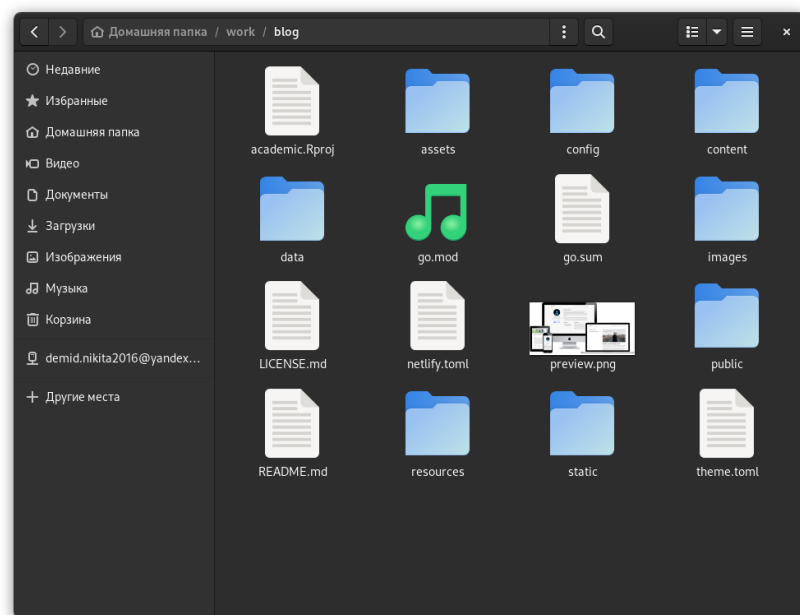 Домашняя папка / work / blog
Недавние
Избранные
Домашняя папка
Видео
Документы
Загрузки
Изображения
Музыка
Корзина
demid.nikita2016@yandex...
Другие места
academic.Rproj
assets
config
content
data
go.mod
go.sum
images
LICENSE.md
netlify.toml
preview.png
public
README.md
resources
static
theme.toml